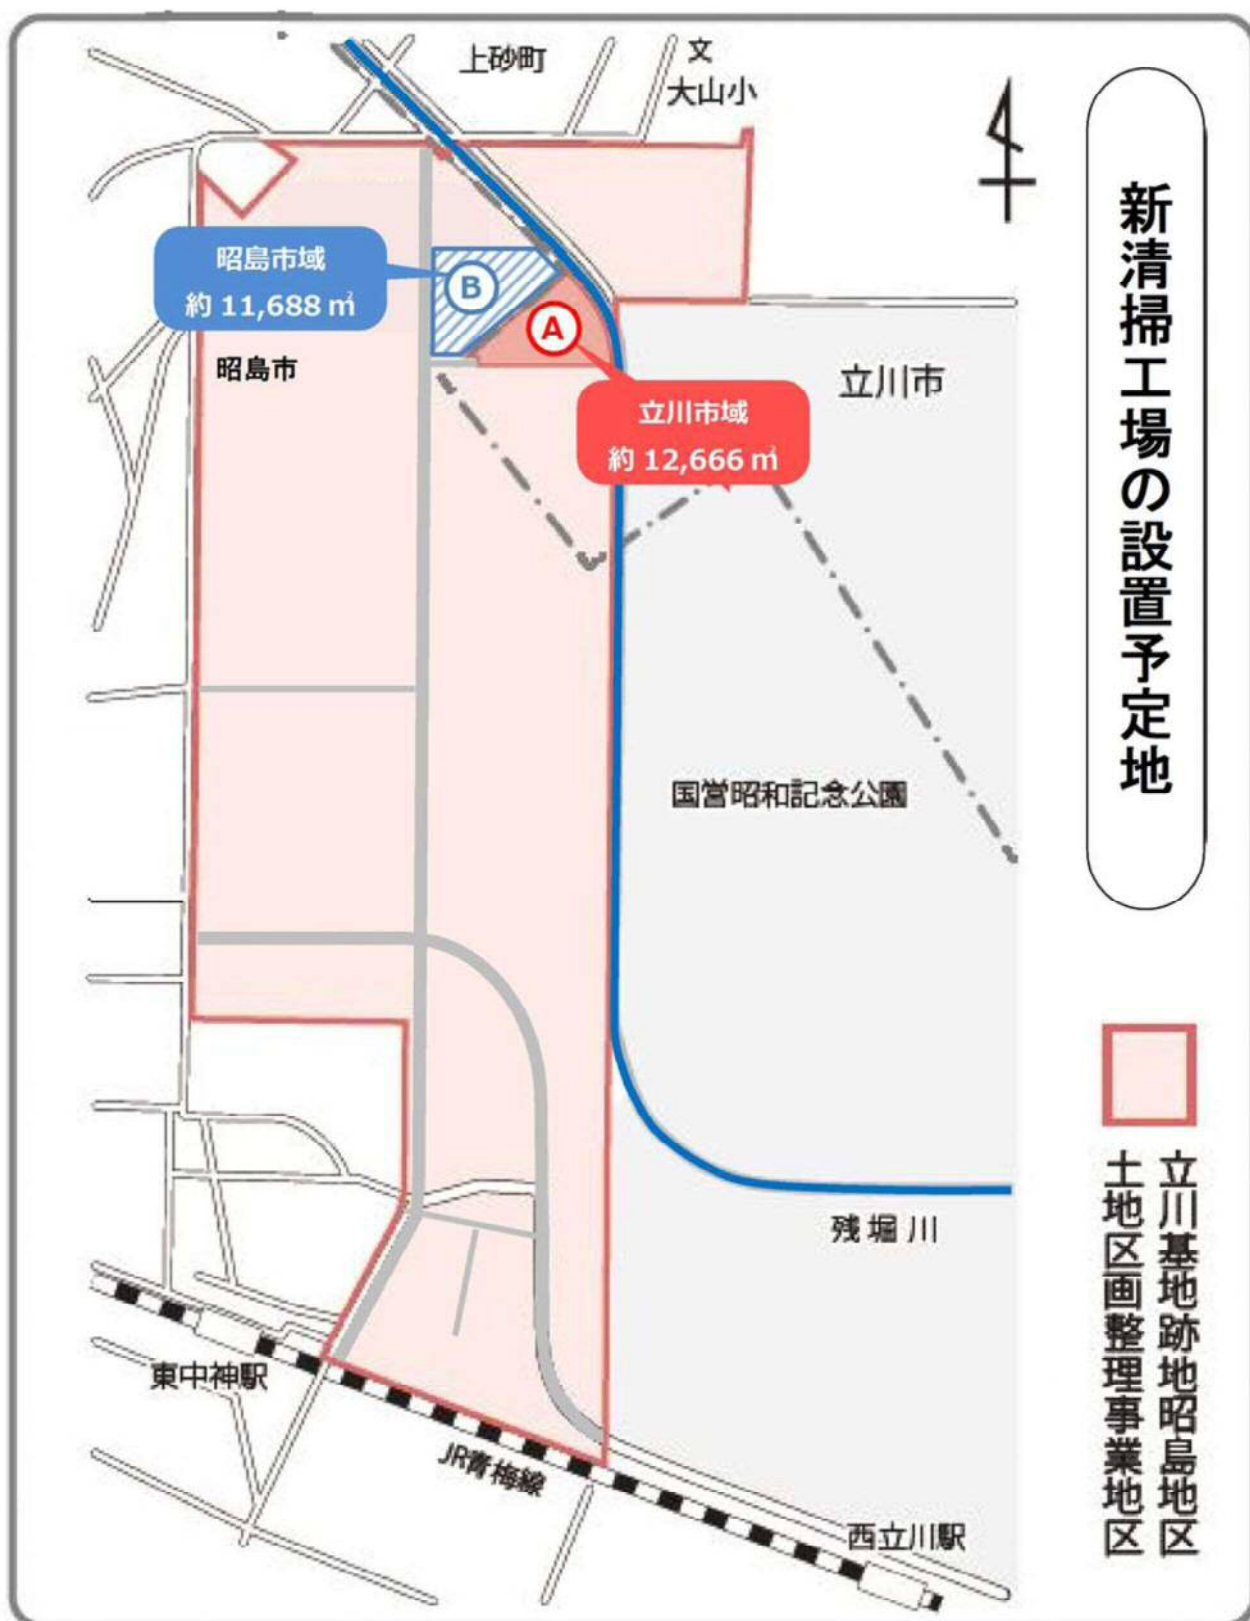 新清掃工場の設置予定地
上砂町
文
大山小
昭島市域
約 11,688 ㎡
B
A
昭島市
立川市
立川市域
約 12,666 ㎡
国営昭和記念公園
残堀川
東中神駅
JR青梅線
西立川駅
立川基地跡地昭島地区
土地区画整理事業地区